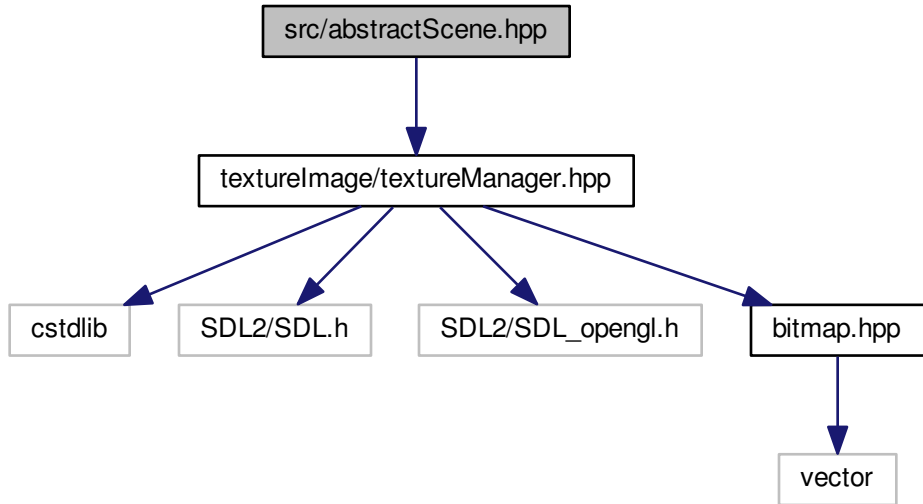 src/abstractScene.hpp
textureImage/textureManager.hpp
cstdlib
SDL2/SDL.h
SDL2/SDL_opengl.h
bitmap.hpp
vector